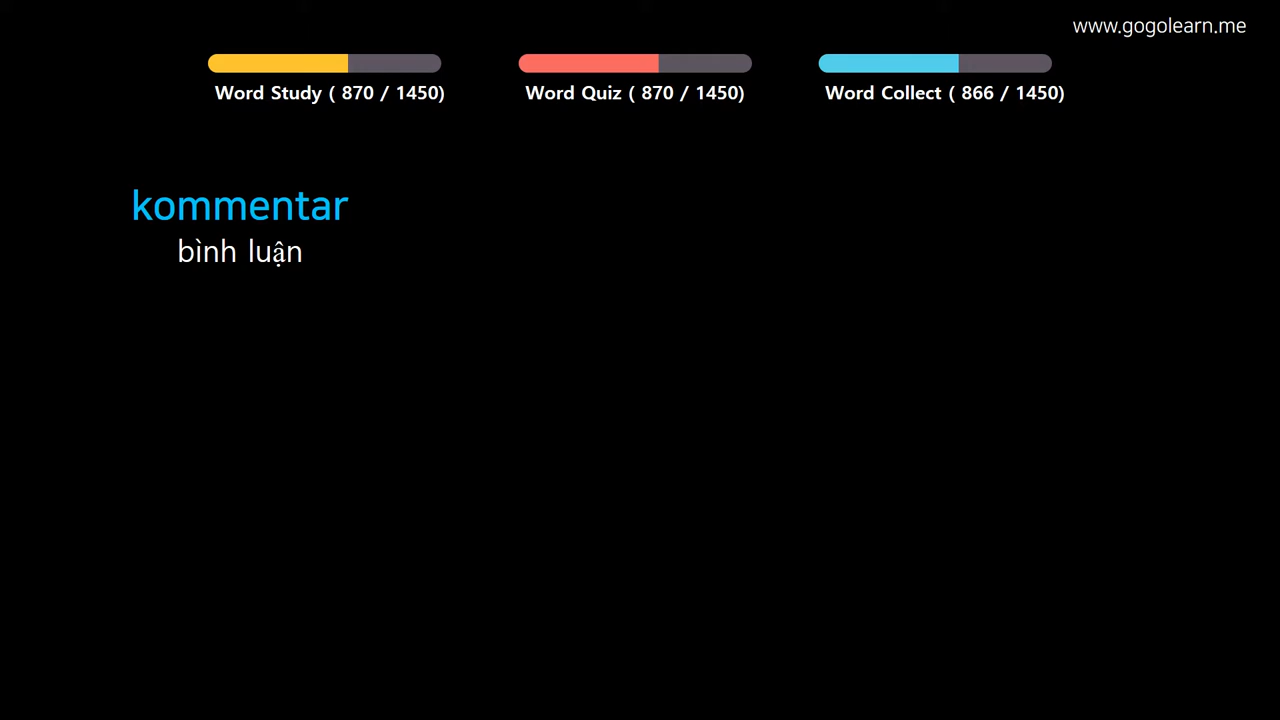 www.gogolearn.me
Word Study ( 870 / 1450)
Word Quiz ( 870 / 1450)
Word Collect ( 866 / 1450)
kommentar
bình luận